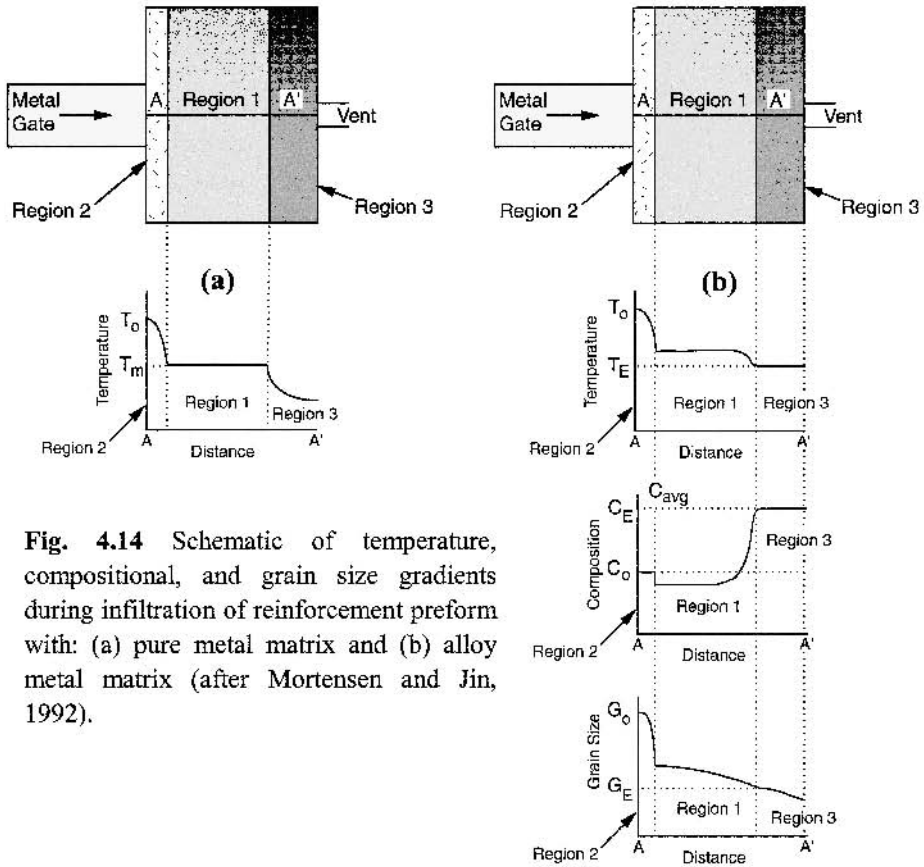 Metal
Gate
A
Region 1
A'
Vent
Region 2
Region 3
(a)
Temperature
To
Tm
Region 1
Region 3
Region 2
A
Distance
A'
Metal
Gate
A
Region 1
A'
Vent
Region 2
Region 3
(b)
Temperature
To
TE
Region 1
Region 3
Region 2
A
Distance
A'
Cavg
Composition
CE
Co
Region 3
Region 1
Region 2
A
Distance
A'
Grain Size
Go
GE
Region 1
Region 3
Region 2
A
Distance
A'
Fig. 4.14 Schematic of temperature,
compositional, and grain size gradients
during infiltration of reinforcement preform
with: (a) pure metal matrix and (b) alloy
metal matrix (after Mortensen and Jin,
1992).